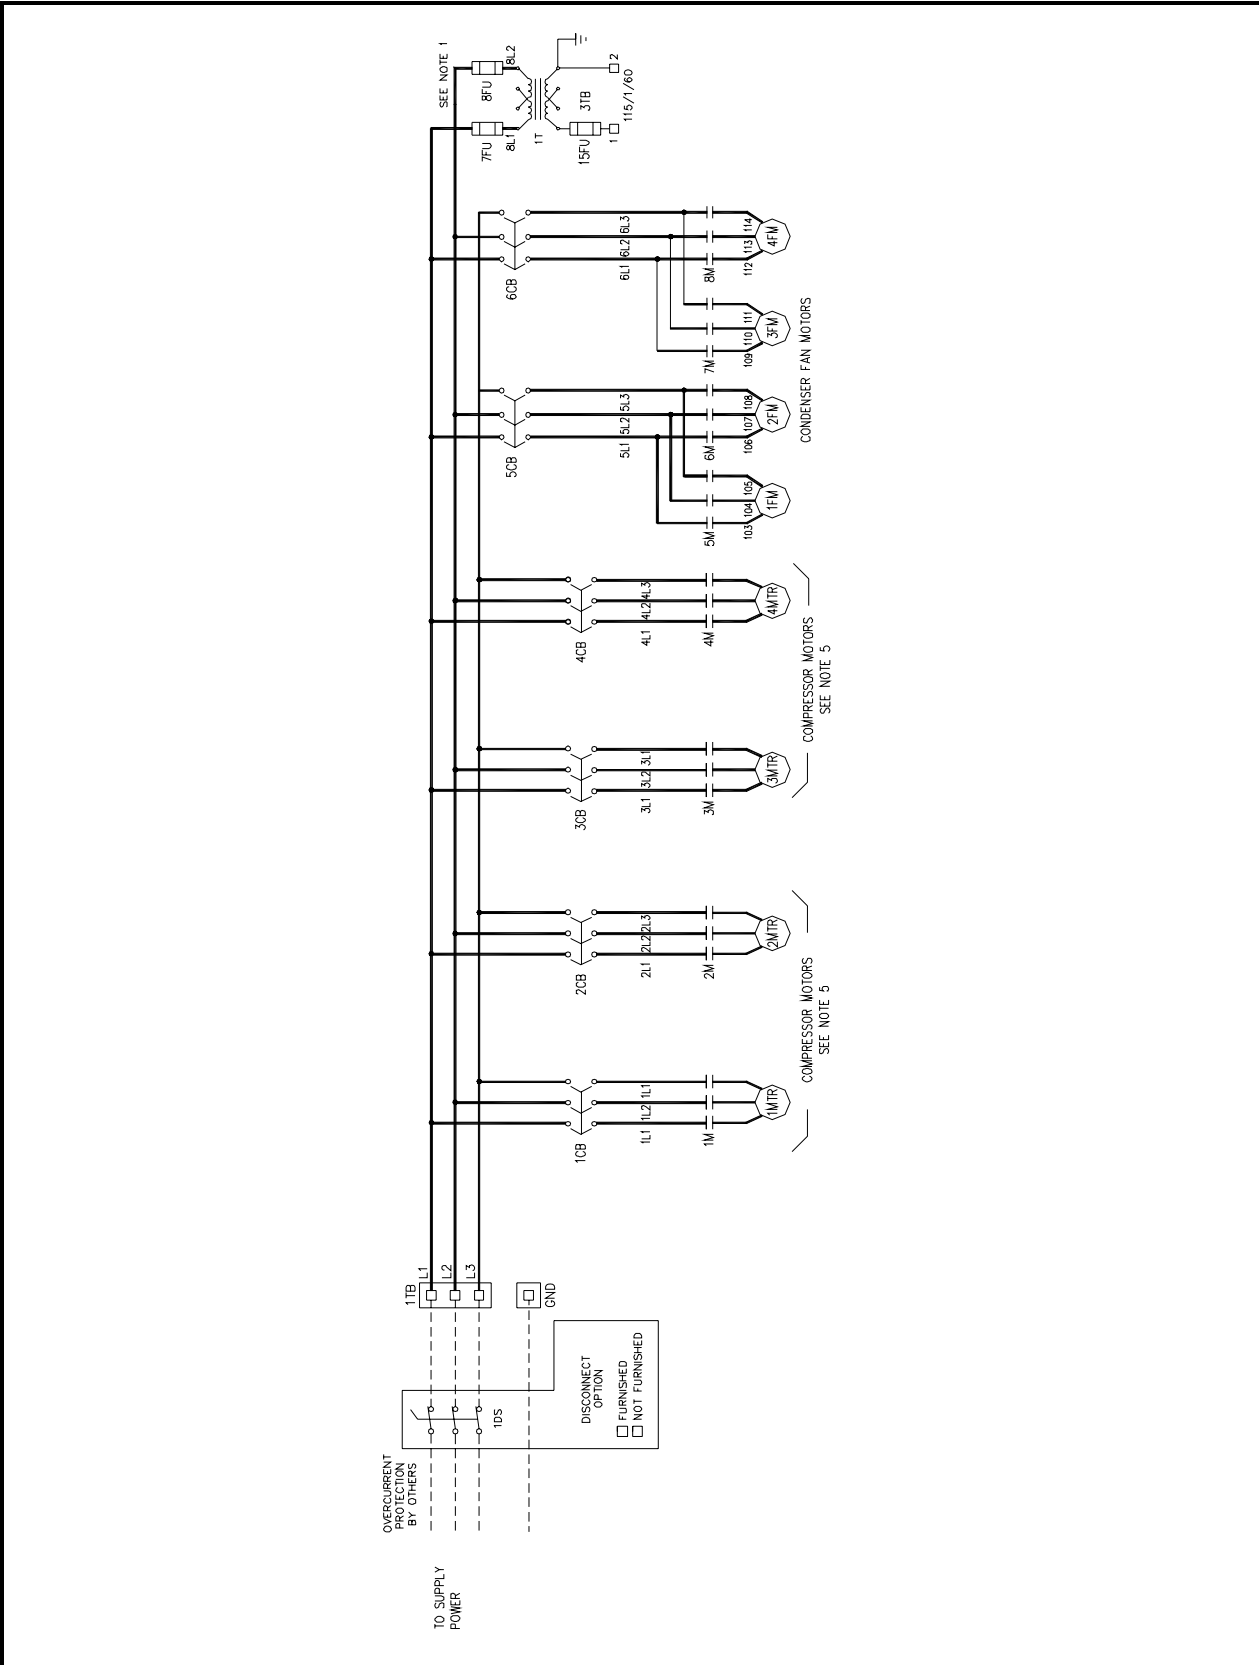 TO SUPPLY
POWER
OVERCURRENT
PROTECTION
BY OTHERS
1DS
DISCONNECT
OPTION
FURNISHED
NOT FURNISHED
1TB
L1
L2
L3
GND
1CB
1L1 1L2 1L1
1M
1MTR
2CB
2L1 2L2 2L3
2M
2MTR
COMPRESSOR MOTORS
SEE NOTE 5
3CB
3L1 3L2 3L1
3M
3MTR
4CB
4L1 4L2 4L3
4M
4MTR
COMPRESSOR MOTORS
SEE NOTE 5
5CB
5L1 5L2 5L3
5M
103 104 105
1FM
6M
106 107 108
2FM
6CB
6L1 6L2 6L3
7M
109 110 111
3FM
8M
112 113 114
4FM
CONDENSER FAN MOTORS
SEE NOTE 1
7FU
8FU
8L1
8L2
1T
15FU
3TB
1
2
115/1/60